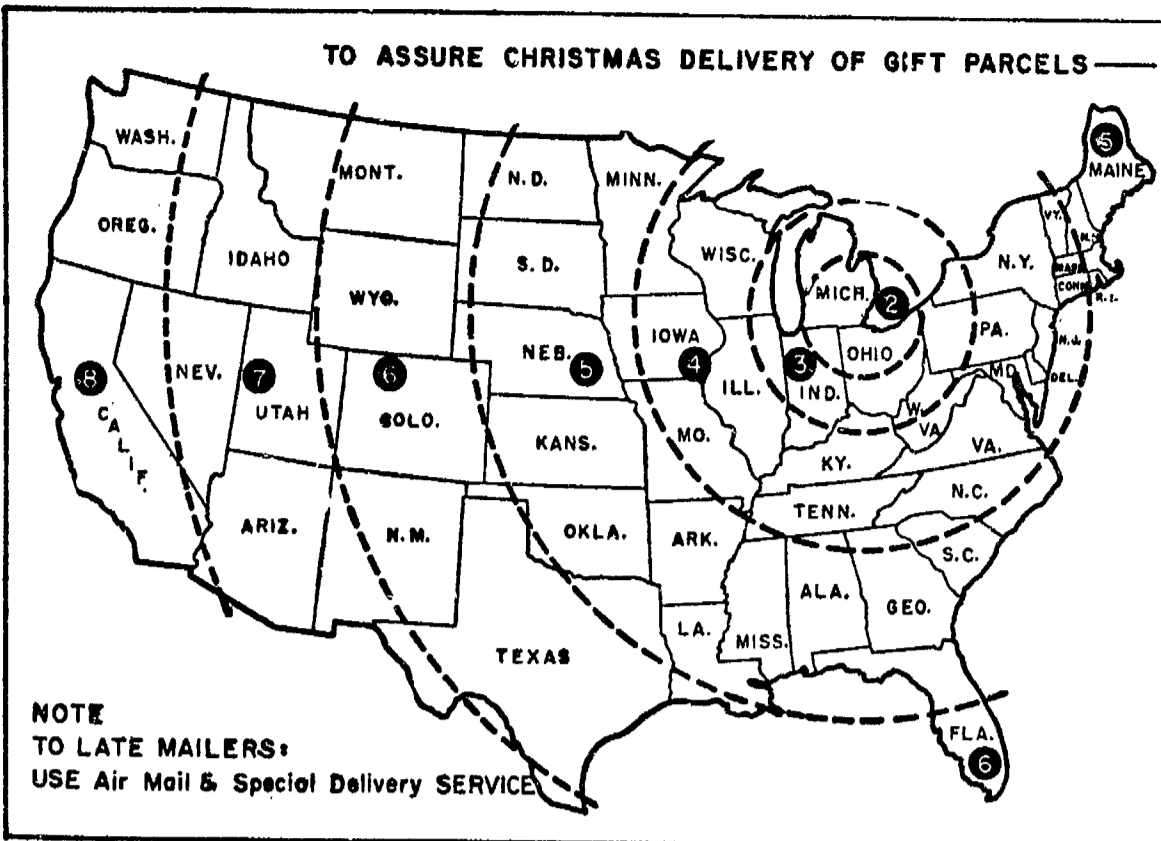 TO ASSURE CHRISTMAS DELIVERY OF GIFT PARCELS
WASH.
MONT.
N.D.
MINN.
5
MAINE
OREG.
IDAHO
S.D.
WISC.
N.Y.
VT.
N.H.
MASS.
CONN.
R.I.
WYO.
MICH.
2
8
CALIF.
NEV.
7
UTAH
6
COLO.
NEB.
5
IOWA
4
ILL.
3
IND.
OHIO
PA.
N.J.
MD.
DEL.
W.
VA.
VA.
KANS.
MO.
KY.
N.C.
TENN.
ARIZ.
N.M.
OKLA.
ARK.
S.C.
ALA.
GEO.
LA.
MISS.
TEXAS
FLA.
6
NOTE
TO LATE MAILERS:
USE Air Mail & Special Delivery SERVICE